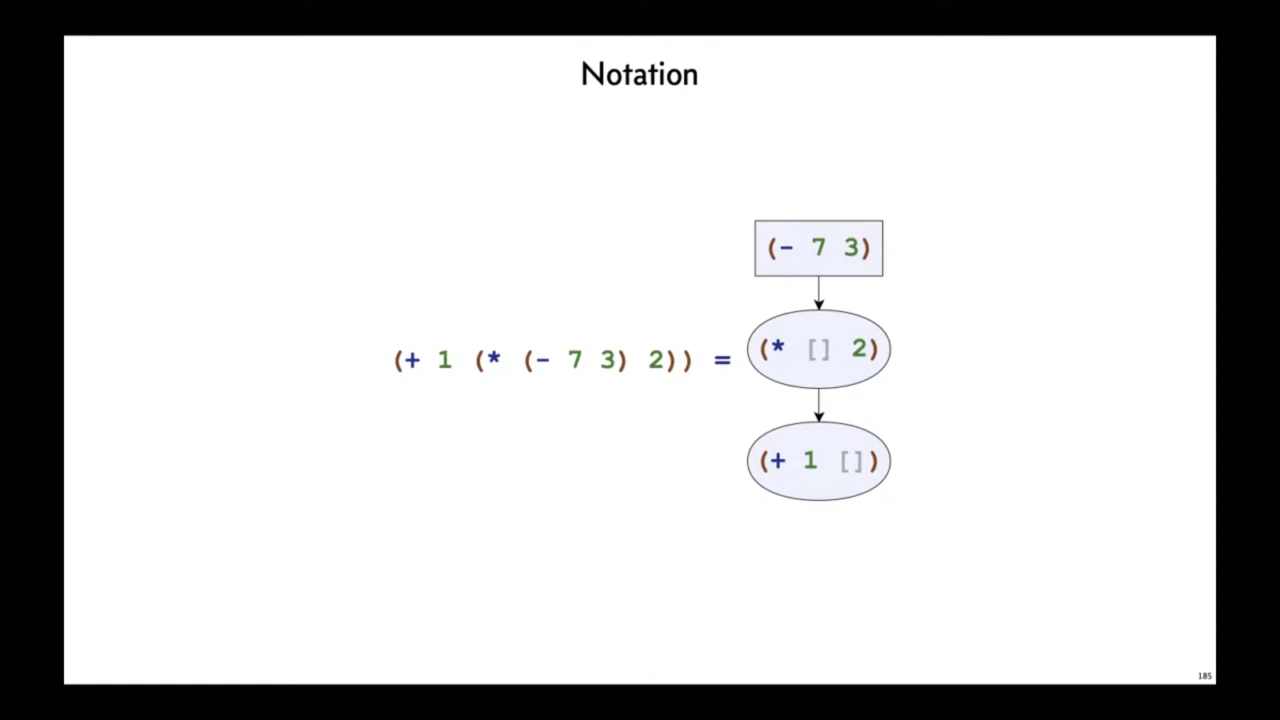 Notation
(- 7 3)
(+ 1 (* (- 7 3) 2)) =
(* [] 2)
(+ 1 [])
185